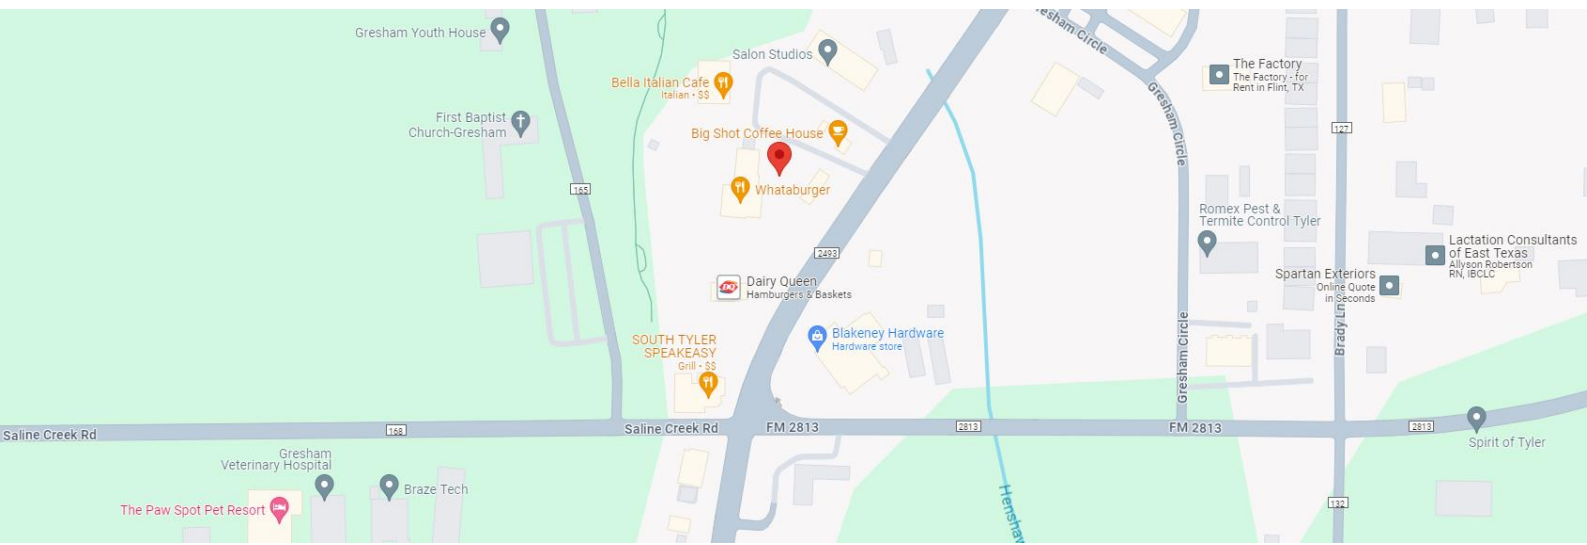 Gresham Youth House
Bella Italian Cafe
Italian • $$
Salon Studios
Gresham Circle
The Factory
The Factory - for
Rent in Flint, TX
First Baptist
Church-Gresham
Big Shot Coffee House
Gresham Circle
127
165
Whataburger
Romex Pest &
Termite Control Tyler
2493
Lactation Consultants
of East Texas
Allyson Robertson
RN, IBCLC
Dairy Queen
Hamburgers & Baskets
DQ
Spartan Exteriors
Online Quote
in Seconds
SOUTH TYLER
SPEAKEASY
Grill • $$
Blakeney Hardware
Hardware store
Gresham Circle
Brady Ln
Saline Creek Rd
168
Saline Creek Rd
FM 2813
2813
FM 2813
2813
Spirit of Tyler
Gresham
Veterinary Hospital
Braze Tech
The Paw Spot Pet Resort
Henshaw
132